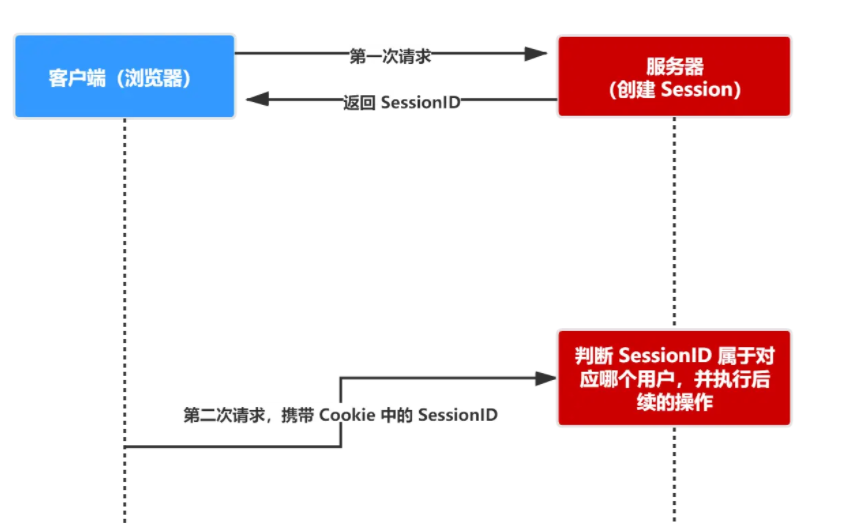 客户端（浏览器）
第一次请求
服务器
（创建 Session）
返回 SessionID
判断 SessionID 属于对
应哪个用户，并执行后
续的操作
第二次请求，携带 Cookie 中的 SessionID